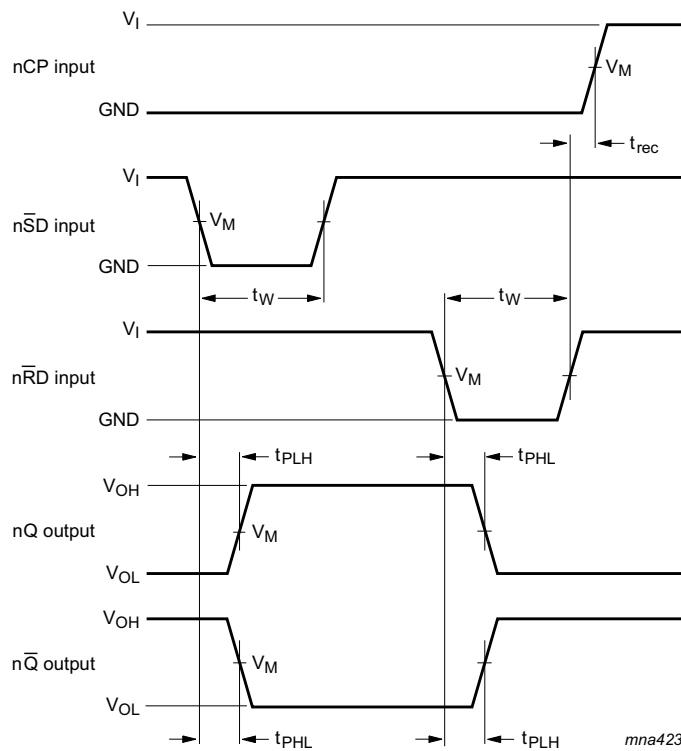 V_I
nCP input
V_M
GND
t_rec
V_I
nS̅D input
V_M
GND
t_W
t_W
V_I
nR̅D input
V_M
GND
t_PLH
t_PHL
V_OH
nQ output
V_M
V_OL
V_OH
nQ̅ output
V_M
V_OL
t_PHL
t_PLH
mna423